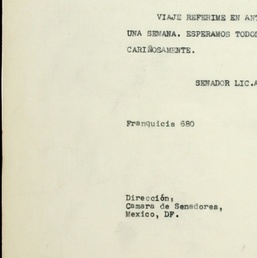 VIAJE REFERIME EN ANT
UNA SEMANA. ESPERAMOS TODOS
CARIÑOSAMENTE.
SENADOR LIC.A
Franquicia 680
Dirección;
Camara de Senadores,
Mexico, DF.